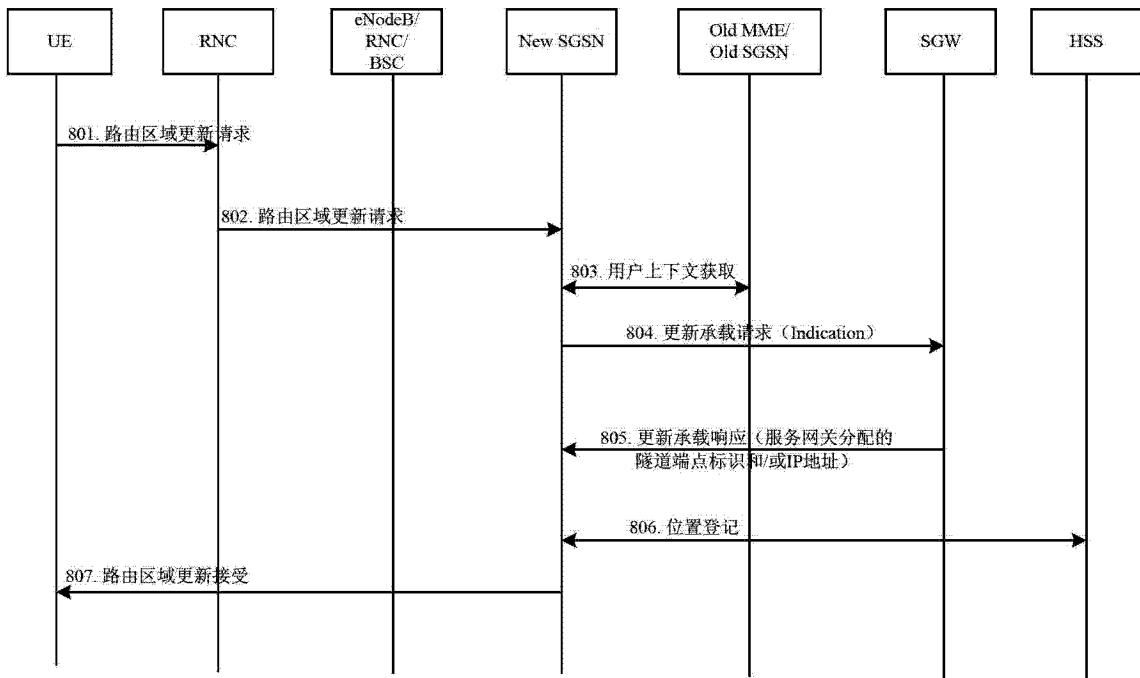 UE
RNC
eNodeB/
RNC/
BSC
New SGSN
Old MME/
Old SGSN
SGW
HSS
801. 路由区域更新请求
802. 路由区域更新请求
803. 用户上下文获取
804. 更新承载请求（Indication）
805. 更新承载响应（服务网关分配的
隧道端点标识和/或IP地址）
806. 位置登记
807. 路由区域更新接受